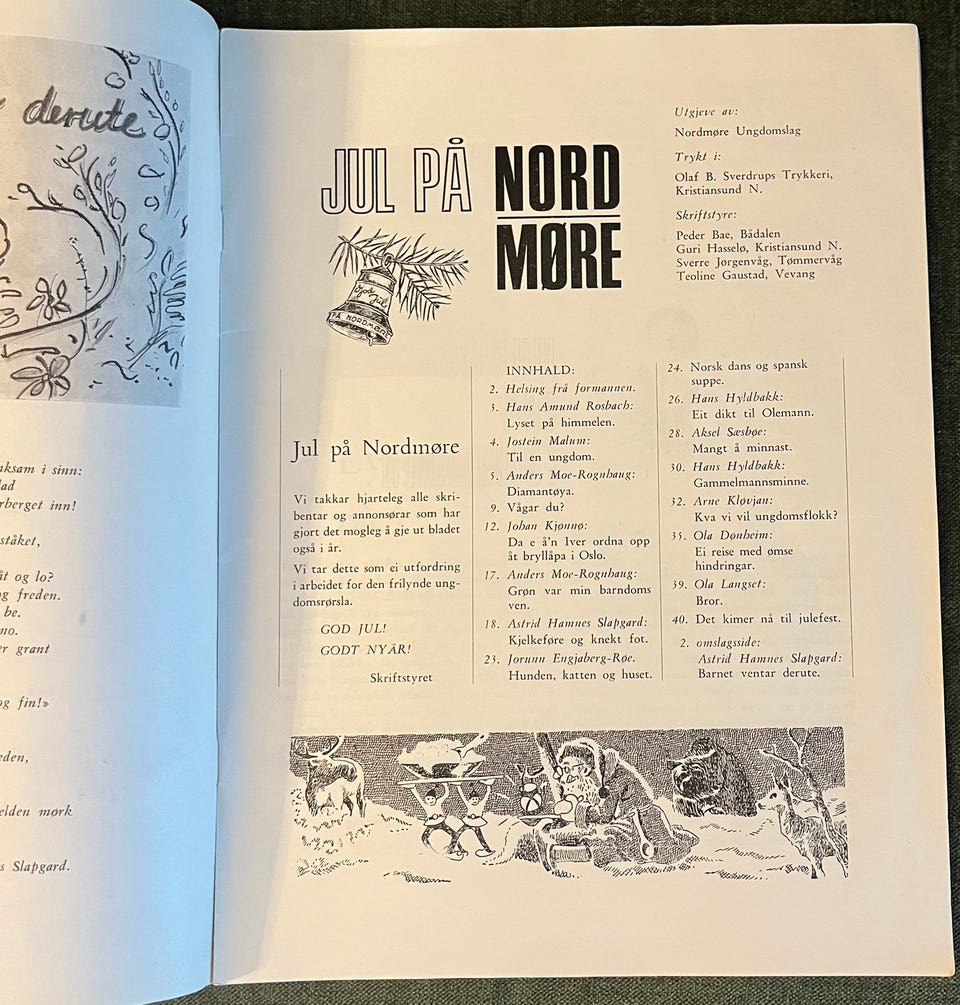 derute
nksam i sinn:
lad
rberget inn!
ståket,
åt og lo?
og freden.
be.
no.
er grant
og fin!»
eden,
elden mørk
s Slapgard.
JUL PÅ NORD
MØRE
God Jul
PÅ NORDMØRE
Utgjeve av:
Nordmøre Ungdomslag
Trykt i:
Olaf B. Sverdrups Trykkeri,
Kristiansund N.
Skriftstyre:
Peder Bae, Bådalen
Guri Hasselø, Kristiansund N.
Sverre Jørgenvåg, Tømmervåg
Teoline Gaustad, Vevang
Jul på Nordmøre
Vi takkar hjarteleg alle skri-
bentar og annonsørar som har
gjort det mogleg å gje ut bladet
også i år.
Vi tar dette som ei utfordring
i arbeidet for den frilynde ung-
domsrørsla.
GOD JUL!
GODT NYÅR!
Skriftstyret
INNHALD:
2. Helsing frå formannen.
3. Hans Amund Rosbach:
Lyset på himmelen.
4. Jostein Malum:
Til en ungdom.
5. Anders Moe-Rognhaug:
Diamantøya.
9. Vågar du?
12. Johan Kjønnø:
Da e å'n Iver ordna opp
åt bryllåpa i Oslo.
17. Anders Moe-Rognhaug:
Grøn var min barndoms
ven.
18. Astrid Hamnes Slapgard:
Kjelkeføre og knekt fot.
23. Jorunn Engjaberg-Røe.
Hunden, katten og huset.
24. Norsk dans og spansk
suppe.
26. Hans Hyldbakk:
Eit dikt til Olemann.
28. Aksel Sæsbøe:
Mangt å minnast.
30. Hans Hyldbakk:
Gammelmannsminne.
32. Arne Kløvjan:
Kva vi vil ungdomsflokk?
35. Ola Dønheim:
Ei reise med ømse
hindringar.
39. Ola Langset:
Bror.
40. Det kimer nå til julefest.
2. omslagsside:
Astrid Hamnes Slapgard:
Barnet ventar derute.